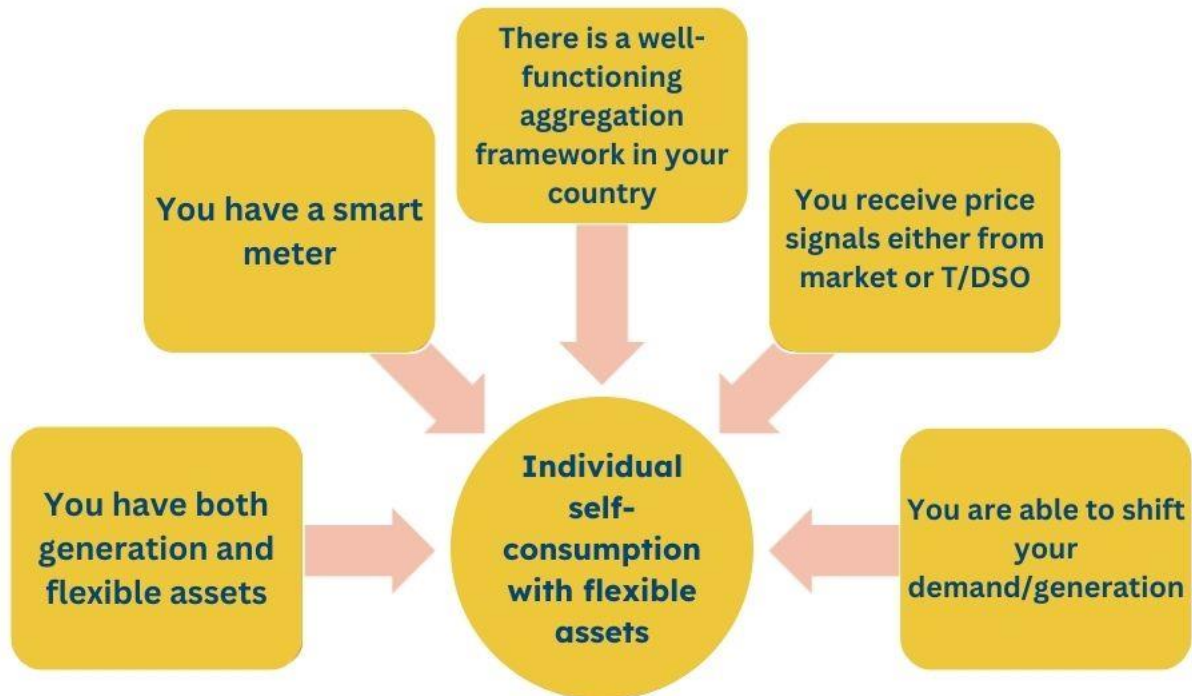 There is a well-
functioning
aggregation
framework in your
country
You have a smart
meter
You receive price
signals either from
market or T/DSO
You have both
generation and
flexible assets
Individual
self-
consumption
with flexible
assets
You are able to shift
your
demand/generation